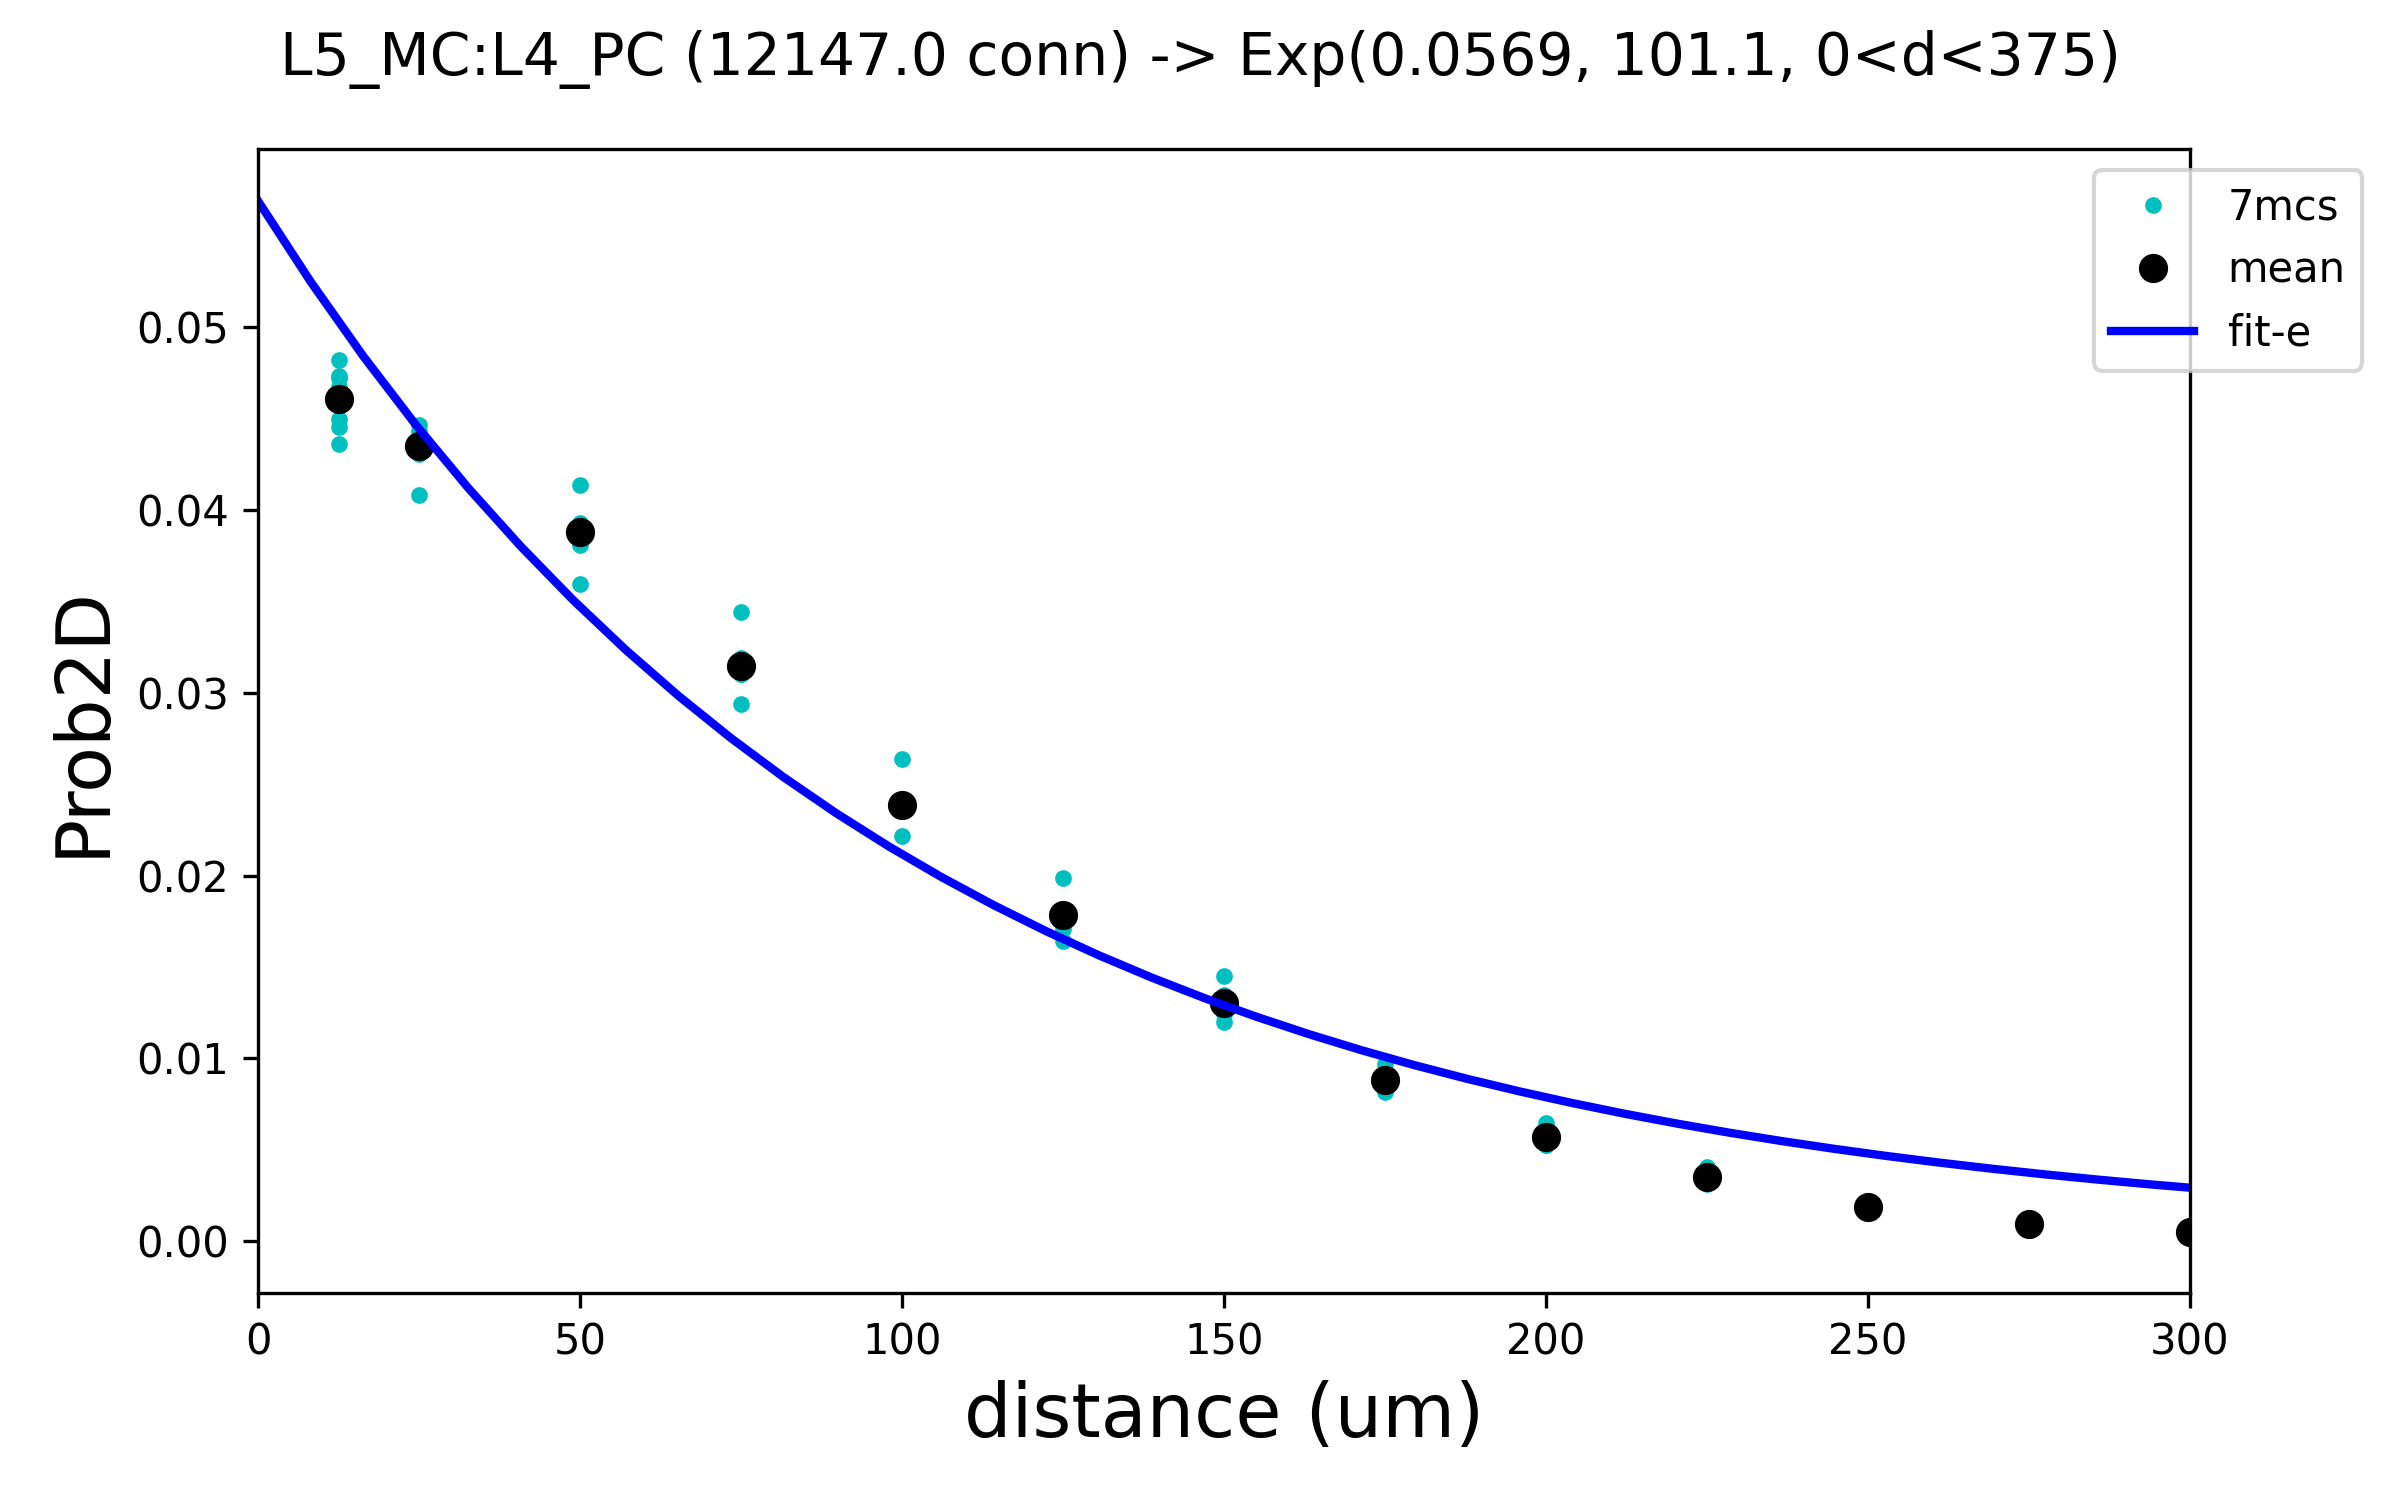 L5_MC:L4_PC (12147.0 conn) -> Exp(0.0569, 101.1, 0<d<375)
7mcs
mean
fit-e
0.05
0.04
0.03
0.02
0.01
0.00
Prob2D
0 50 100 150 200 250 300
distance (um)